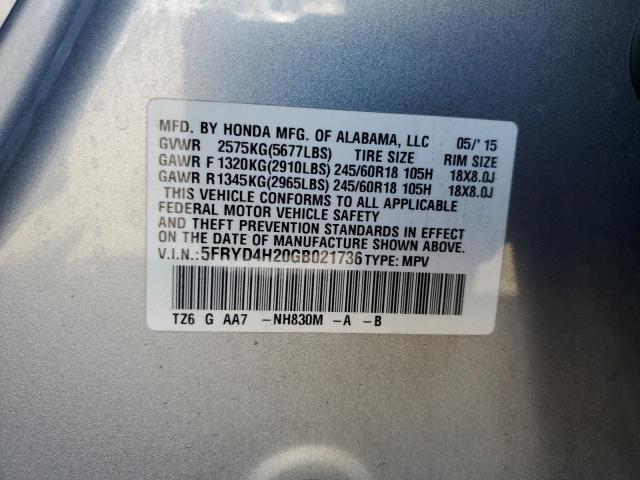 MFD. BY HONDA MFG. OF ALABAMA, LLC 05/'15
GVWR 2575KG(5677LBS) TIRE SIZE RIM SIZE
GAWR F 1320KG(2910LBS) 245/60R18 105H 18X8.0J
GAWR R 1345KG(2965LBS) 245/60R18 105H 18X8.0J
THIS VEHICLE CONFORMS TO ALL APPLICABLE
FEDERAL MOTOR VEHICLE SAFETY
AND THEFT PREVENTION STANDARDS IN EFFECT
ON THE DATE OF MANUFACTURE SHOWN ABOVE.
V.I.N.: 5FRYD4H20GB021736 TYPE: MPV
TZ6 G AA7 -NH830M -A -B